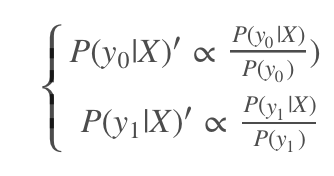 P(y₀|X)′ ∝ P(y₀|X) / P(y₀) )
P(y₁|X)′ ∝ P(y₁|X) / P(y₁)